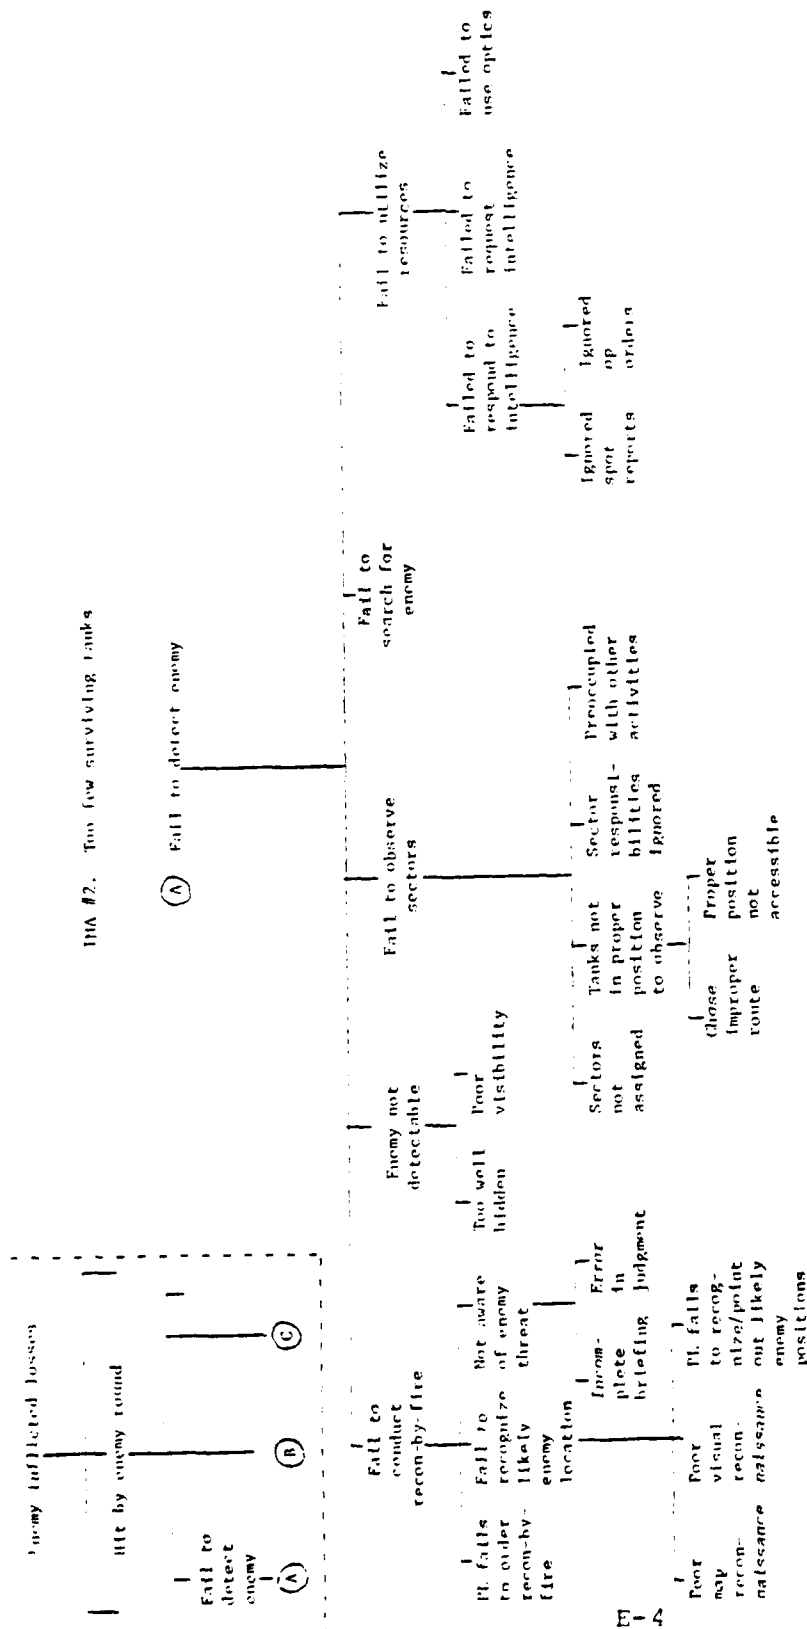 Enemy inflicted losses
Hit by enemy round
Fail to
detect
enemy
A
B
C
#2. Too few surviving tanks
A Fail to detect enemy
Fail to
conduct
recon-by-fire
Enemy not
detectable
Fail to observe
sectors
Fail to
search for
enemy
Fail to utilize
resources
PL fails
to order
recon-by-
fire
Fail to
recognize
likely
enemy
location
Not aware
of enemy
threat
Too well
hidden
Poor
visibility
Failed to
respond to
intelligence
Failed to
request
intelligence
Failed to
use optics
Incom-
plete
briefing
Error
in
judgment
Sectors
not
assigned
Tanks not
in proper
position
to observe
Sector
responsi-
bilities
ignored
Preoccupied
with other
activities
Ignored
spot
reports
Ignored
op
orders
Poor
map
recon-
naissance
Poor
visual
recon-
naissance
PL fails
to recog-
nize/point
out likely
enemy
positions
Chose
improper
route
Proper
position
not
accessible
E-4